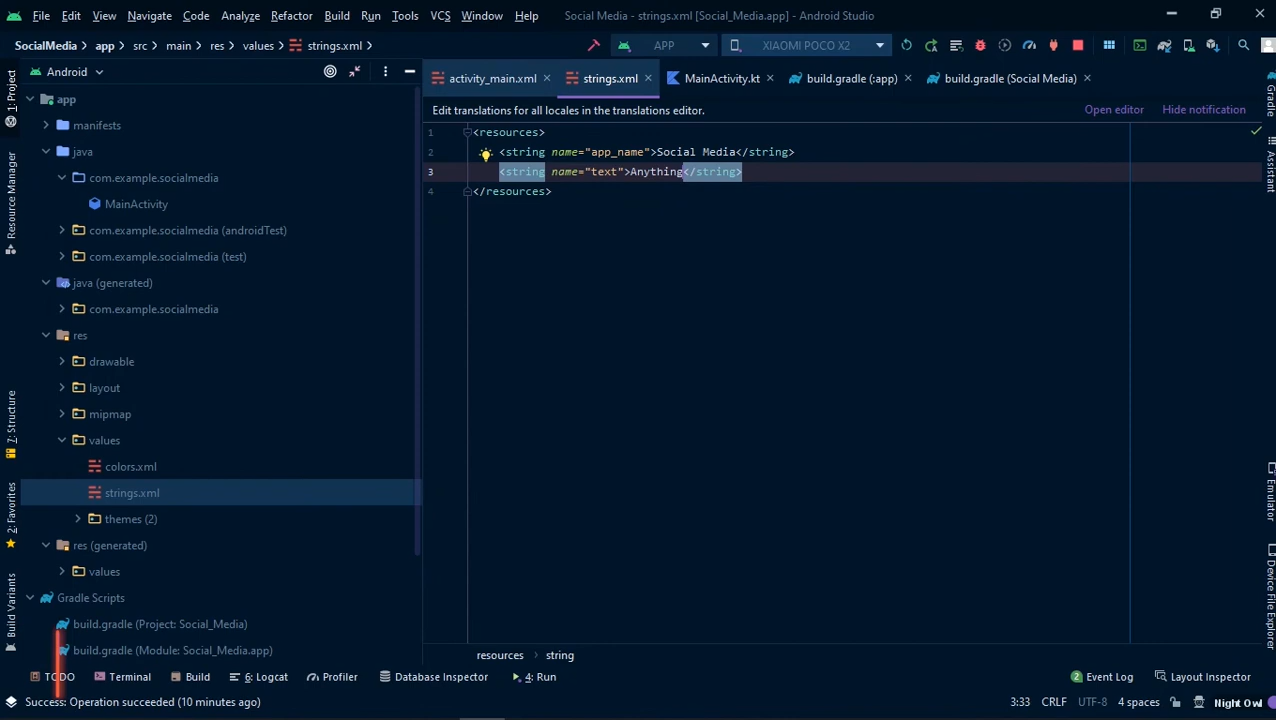 File Edit View Navigate Code Analyze Refactor Build Run Tools VCS Window Help Social Media - strings.xml [Social_Media.app] - Android Studio
SocialMedia app src main res values strings.xml APP XIAOMI POCO X2
1: Project
Resource Manager
Z: Structure
2: Favorites
Build Variants
Android
app
manifests
java
com.example.socialmedia
MainActivity
com.example.socialmedia (androidTest)
com.example.socialmedia (test)
java (generated)
com.example.socialmedia
res
drawable
layout
mipmap
values
colors.xml
strings.xml
themes (2)
res (generated)
values
Gradle Scripts
build.gradle (Project: Social_Media)
build.gradle (Module: Social_Media.app)
activity_main.xml strings.xml MainActivity.kt build.gradle (:app) build.gradle (Social Media)
Edit translations for all locales in the translations editor. Open editor Hide notification
1 <resources>
2 <string name="app_name">Social Media</string>
3 <string name="text">Anything</string>
4 </resources>
resources string
Gradle
Assistant
Emulator
Device File Explorer
TODO Terminal Build 6: Logcat Profiler Database Inspector 4: Run Event Log Layout Inspector
Success: Operation succeeded (10 minutes ago) 3:33 CRLF UTF-8 4 spaces Night Owl